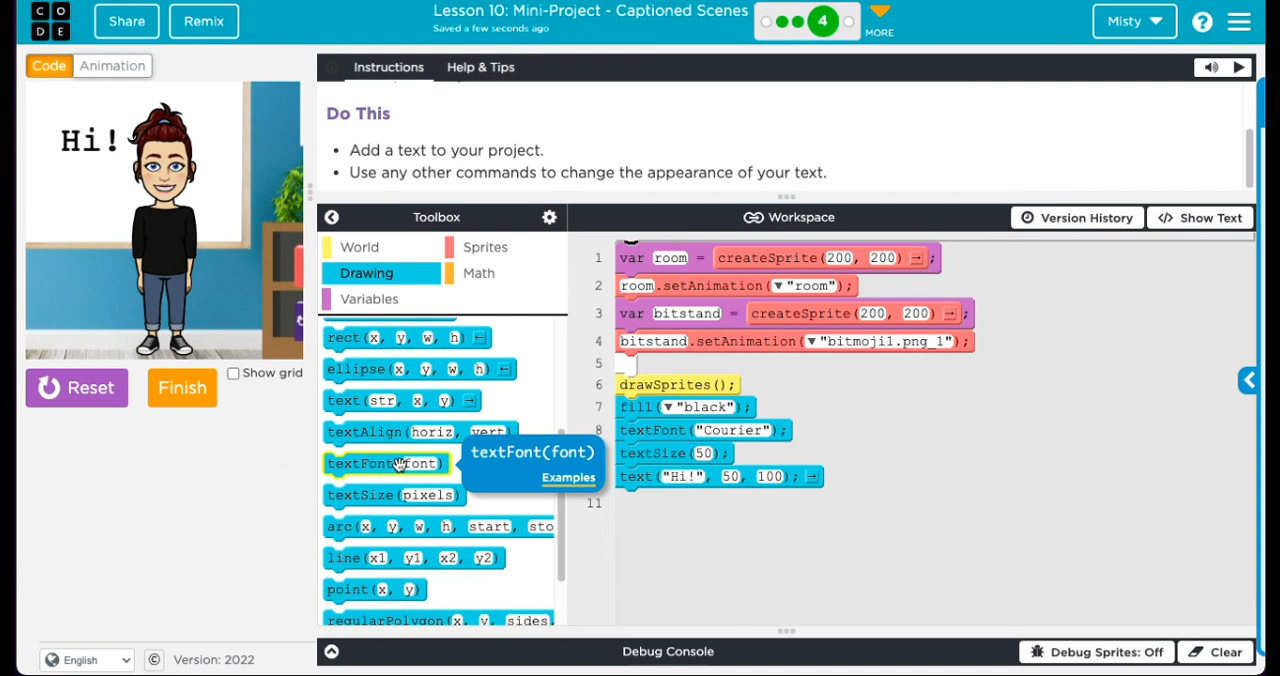 CODE
Share
Remix
Lesson 10: Mini-Project - Captioned Scenes
Saved a few seconds ago
4
MORE
Misty
?
Code
Animation
Hi!
Reset
Finish
Show grid
English
©
Version: 2022
Instructions
Help & Tips
Do This
• Add a text to your project.
• Use any other commands to change the appearance of your text.
Toolbox
World
Sprites
Drawing
Math
Variables
rect(x, y, w, h)
ellipse(x, y, w, h)
text(str, x, y)
textAlign(horiz, vert)
textFont(font)
textSize(pixels)
arc(x, y, w, h, start, sto
line(x1, y1, x2, y2)
point(x, y)
regularPolygon(x, y, sides,
textFont(font)
Examples
Workspace
Version History
</> Show Text
1 var room = createSprite(200, 200);
2 room.setAnimation("room");
3 var bitstand = createSprite(200, 200);
4 bitstand.setAnimation("bitmoji1.png_1");
5
6 drawSprites();
7 fill("black");
8 textFont("Courier");
textSize(50);
text("Hi!", 50, 100);
11
Debug Console
Debug Sprites: Off
Clear